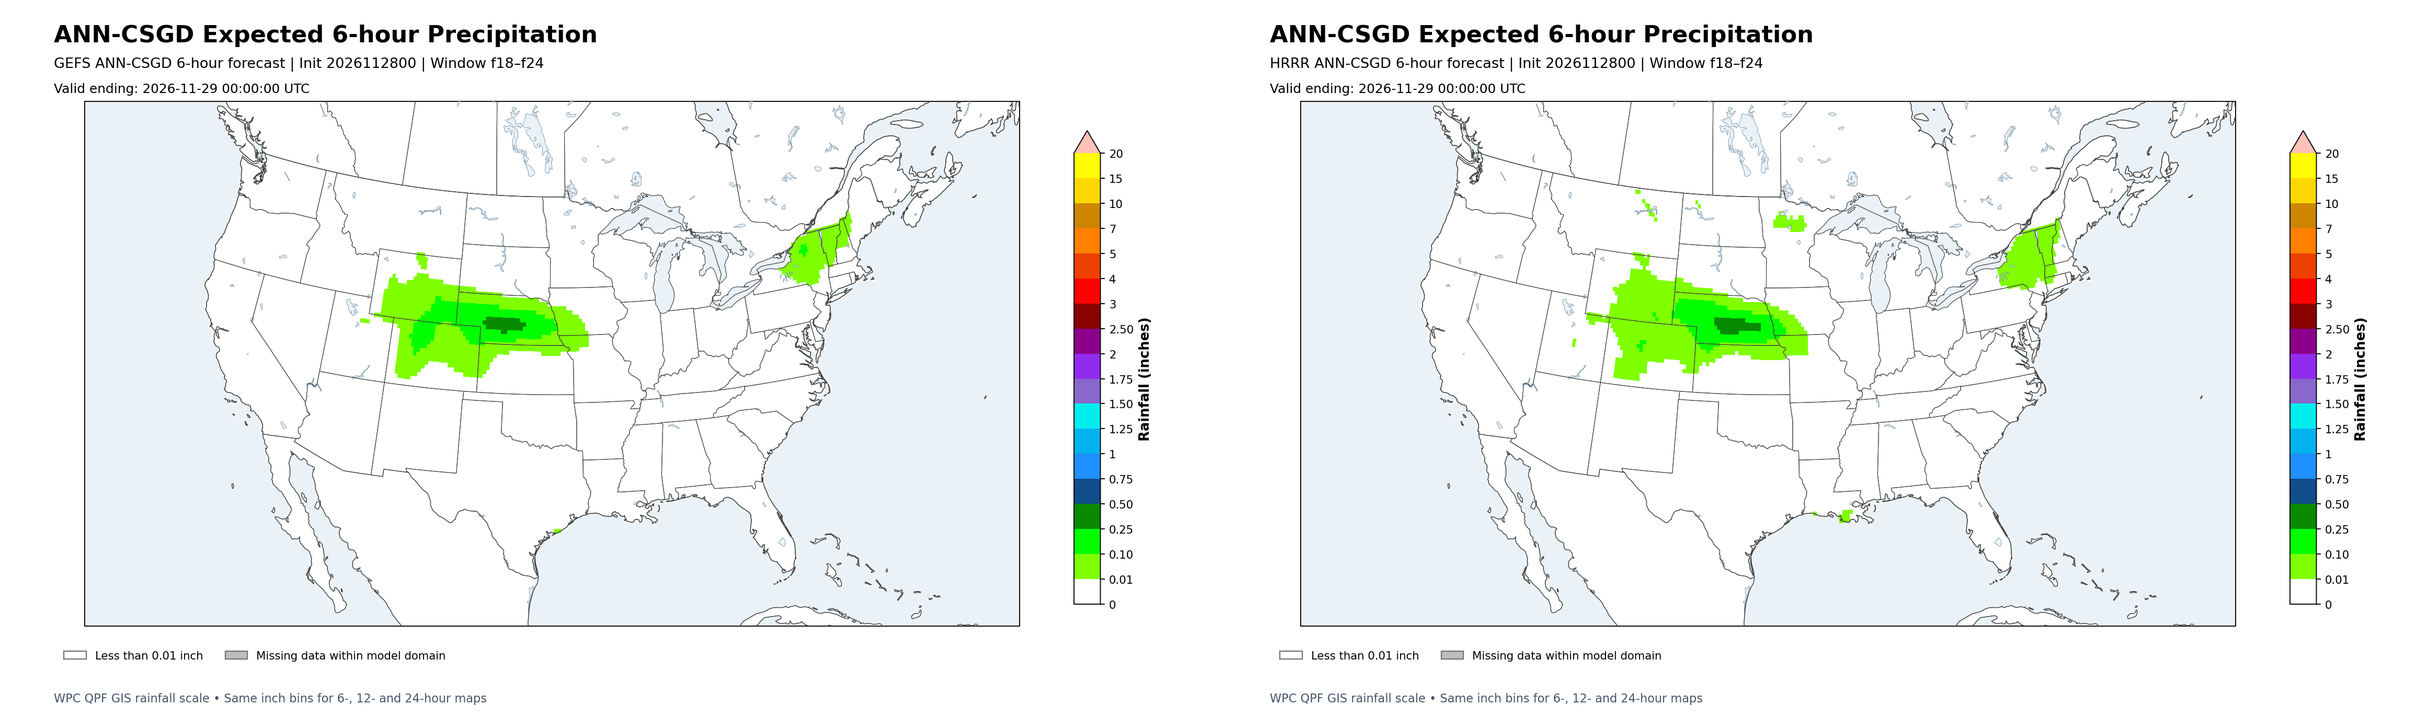 ANN-CSGD Expected 6-hour Precipitation
GEFS ANN-CSGD 6-hour forecast | Init 2026112800 | Window f18–f24
Valid ending: 2026-11-29 00:00:00 UTC
20
15
10
7
5
4
3
2.50
2
1.75
1.50
1.25
1
0.75
0.50
0.25
0.10
0.01
0
Rainfall (inches)
Less than 0.01 inch
Missing data within model domain
WPC QPF GIS rainfall scale • Same inch bins for 6-, 12- and 24-hour maps
ANN-CSGD Expected 6-hour Precipitation
HRRR ANN-CSGD 6-hour forecast | Init 2026112800 | Window f18–f24
Valid ending: 2026-11-29 00:00:00 UTC
20
15
10
7
5
4
3
2.50
2
1.75
1.50
1.25
1
0.75
0.50
0.25
0.10
0.01
0
Rainfall (inches)
Less than 0.01 inch
Missing data within model domain
WPC QPF GIS rainfall scale • Same inch bins for 6-, 12- and 24-hour maps